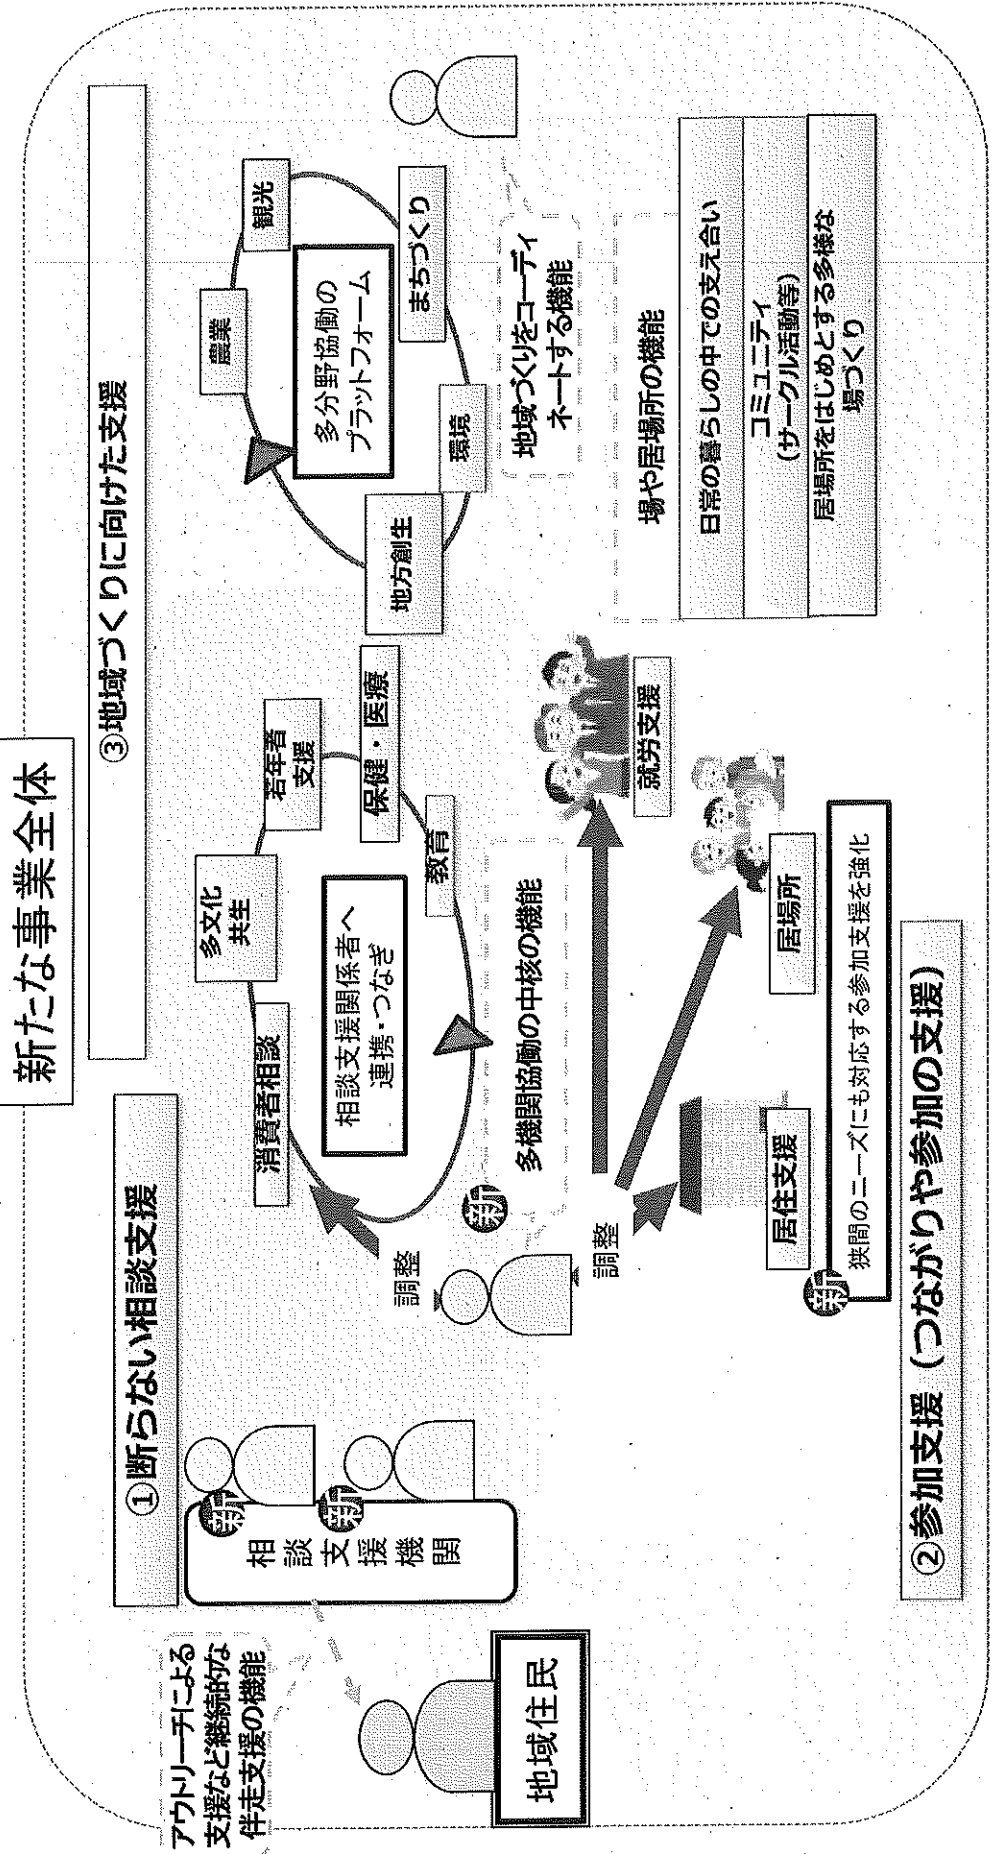 新たな事業全体
①断らない相談支援
③地域づくりに向けた支援
アウトリーチによる
支援など継続的な
伴走支援の機能
新
新
相談支援機関
地域住民
消費者相談
多文化
共生
若年者
支援
保健・医療
教育
相談支援関係者へ
連携・つなぎ
調整
新
多機関協働の中核の機能
調整
農業
観光
まちづくり
環境
地方創生
多分野協働の
プラットフォーム
地域づくりをコーディ
ネートする機能
就労支援
居場所
居住支援
新
狭間のニーズにも対応する参加支援を強化
場や居場所の機能
日常の暮らしの中での支え合い
コミュニティ
(サークル活動等)
居場所をはじめとする多様な
場づくり
②参加支援(つながりや参加の支援)